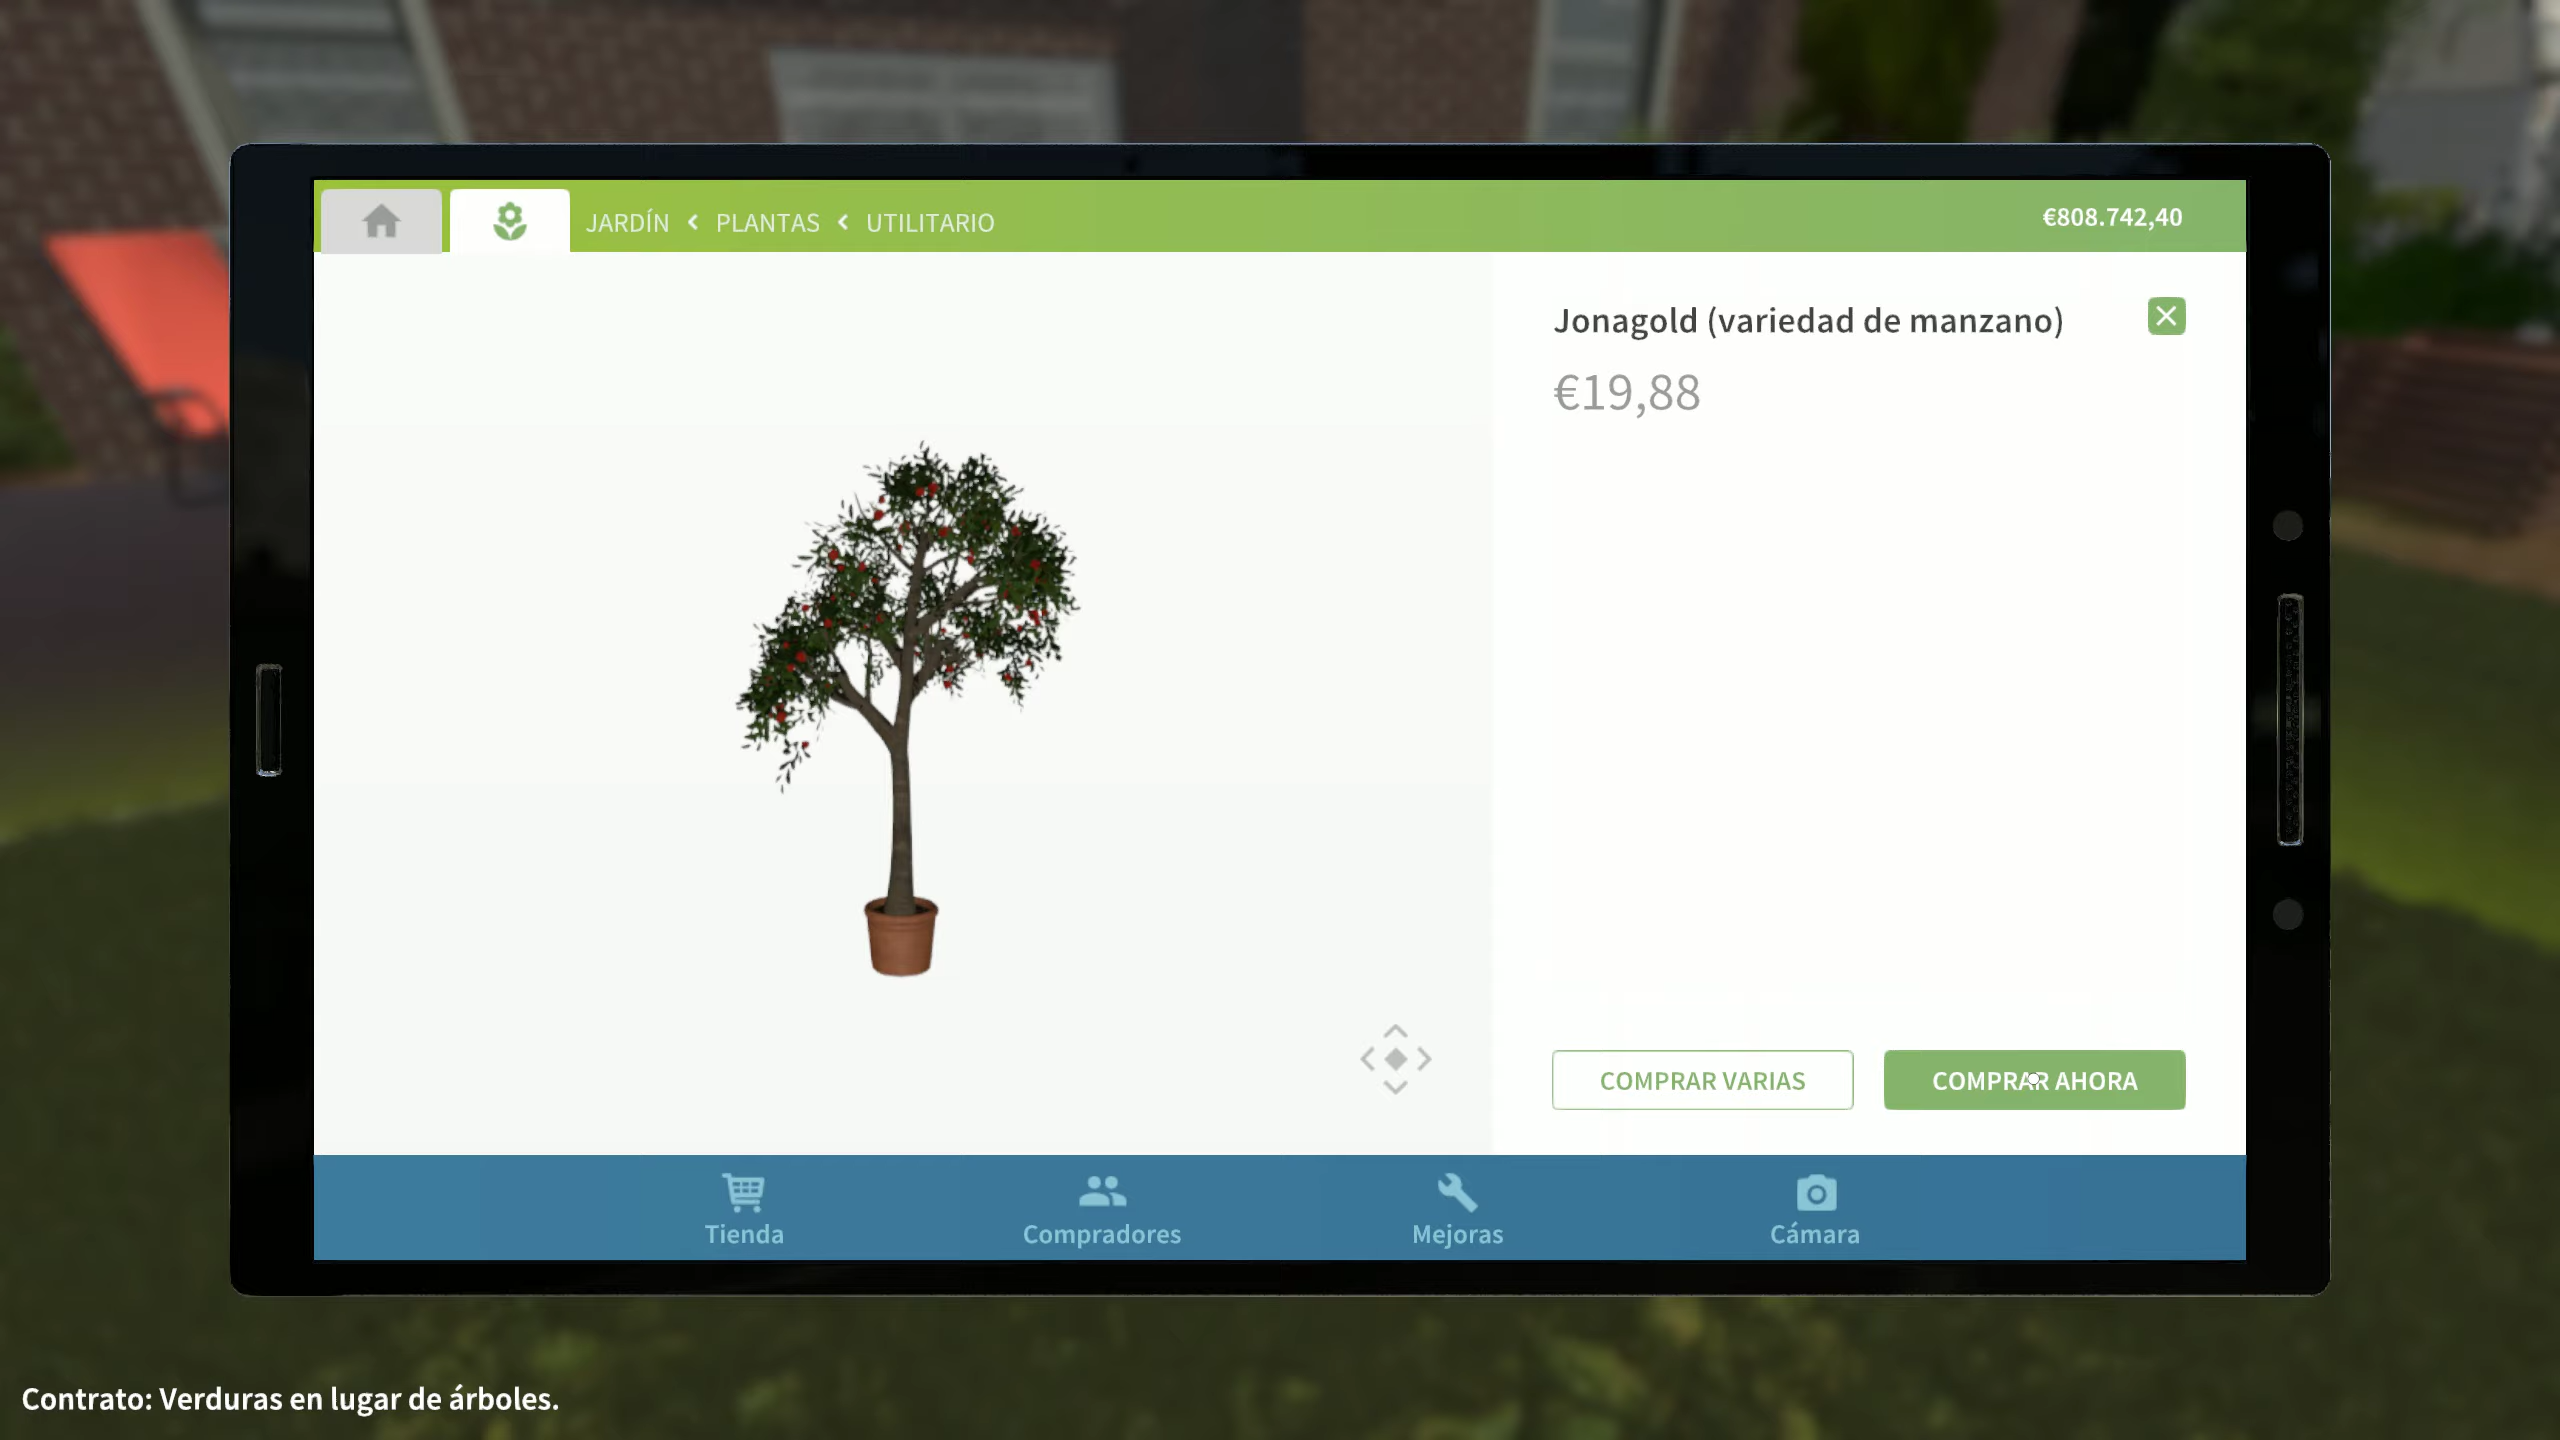 JARDÍN < PLANTAS < UTILITARIO
€808.742,40
Jonagold (variedad de manzano)
€19,88
COMPRAR VARIAS
COMPRAR AHORA
Tienda
Compradores
Mejoras
Cámara
Contrato: Verduras en lugar de árboles.